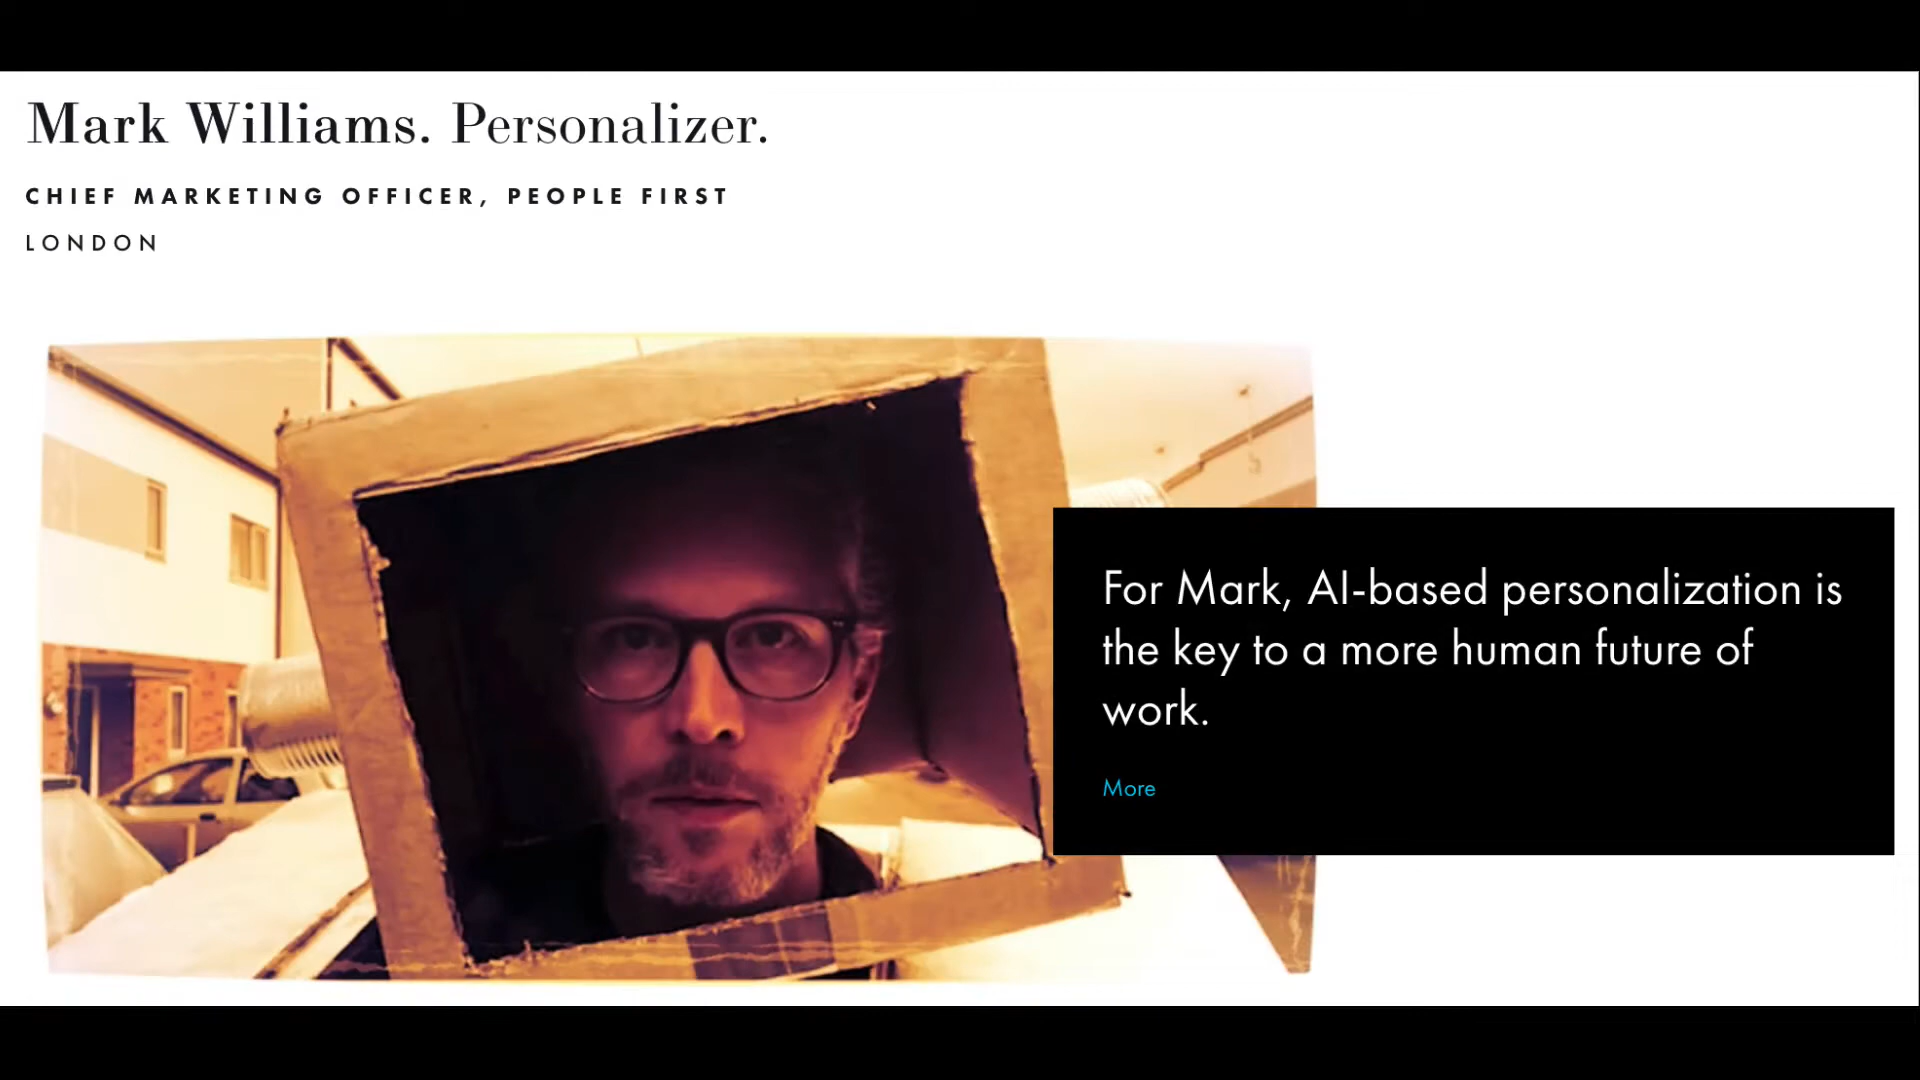 Mark Williams. Personalizer.
CHIEF MARKETING OFFICER, PEOPLE FIRST
LONDON
For Mark, AI-based personalization is
the key to a more human future of
work.
More